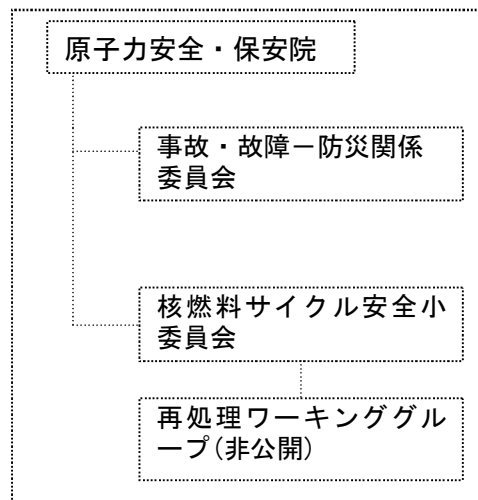 原子力安全・保安院
事故・故障－防災関係
委員会
核燃料サイクル安全小
委員会
再処理ワーキンググル
ープ(非公開)